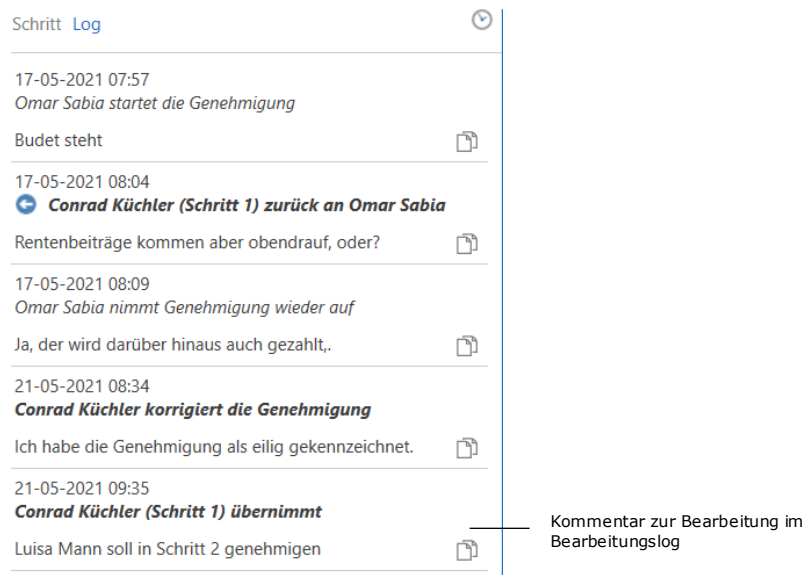 Schritt Log
17-05-2021 07:57
Omar Sabia startet die Genehmigung
Budet steht
17-05-2021 08:04
Conrad Küchler (Schritt 1) zurück an Omar Sabia
Rentenbeiträge kommen aber obendrauf, oder?
17-05-2021 08:09
Omar Sabia nimmt Genehmigung wieder auf
Ja, der wird darüber hinaus auch gezahlt,.
21-05-2021 08:34
Conrad Küchler korrigiert die Genehmigung
Ich habe die Genehmigung als eilig gekennzeichnet.
21-05-2021 09:35
Conrad Küchler (Schritt 1) übernimmt
Luisa Mann soll in Schritt 2 genehmigen
Kommentar zur Bearbeitung im
Bearbeitungslog